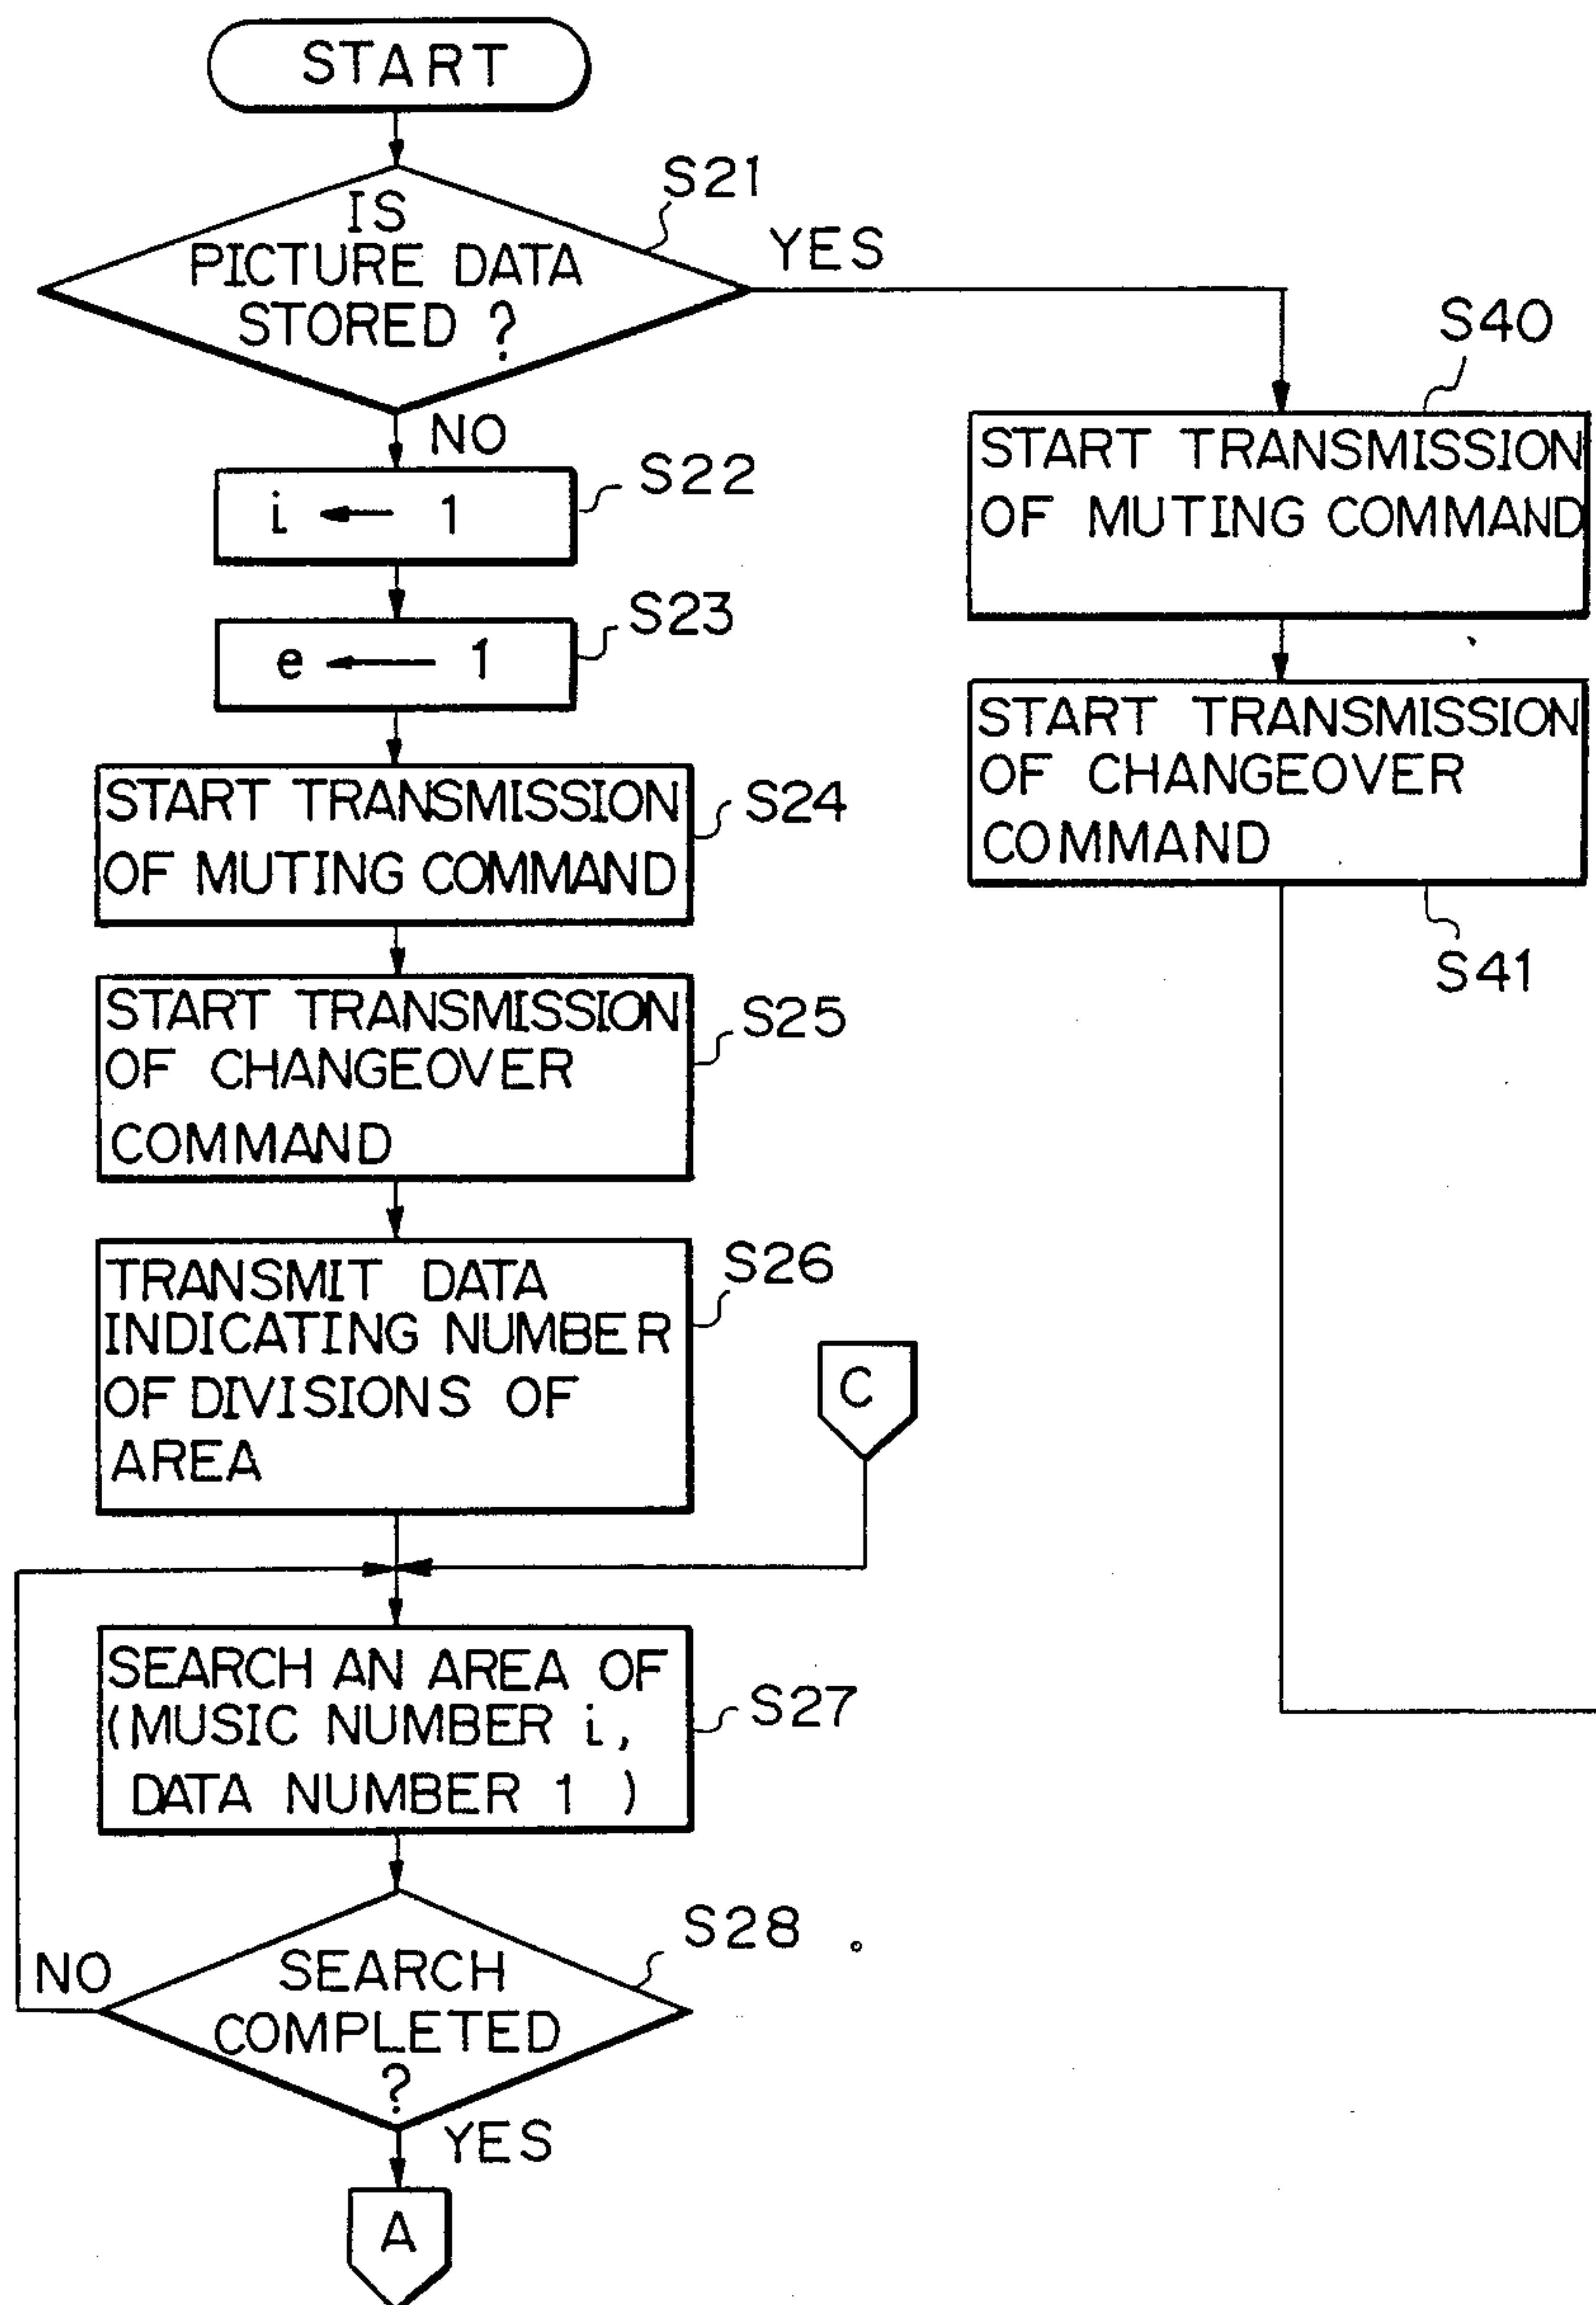 START
IS
PICTURE DATA
STORED ?
S21
YES
NO
i ← 1
S22
e ← 1
S23
START TRANSMISSION
OF MUTING COMMAND
S24
START TRANSMISSION
OF CHANGEOVER
COMMAND
S25
TRANSMIT DATA
INDICATING NUMBER
OF DIVISIONS OF
AREA
S26
C
SEARCH AN AREA OF
(MUSIC NUMBER i,
DATA NUMBER 1 )
S27
SEARCH
COMPLETED
?
S28
NO
YES
A
S40
START TRANSMISSION
OF MUTING COMMAND
START TRANSMISSION
OF CHANGEOVER
COMMAND
S41